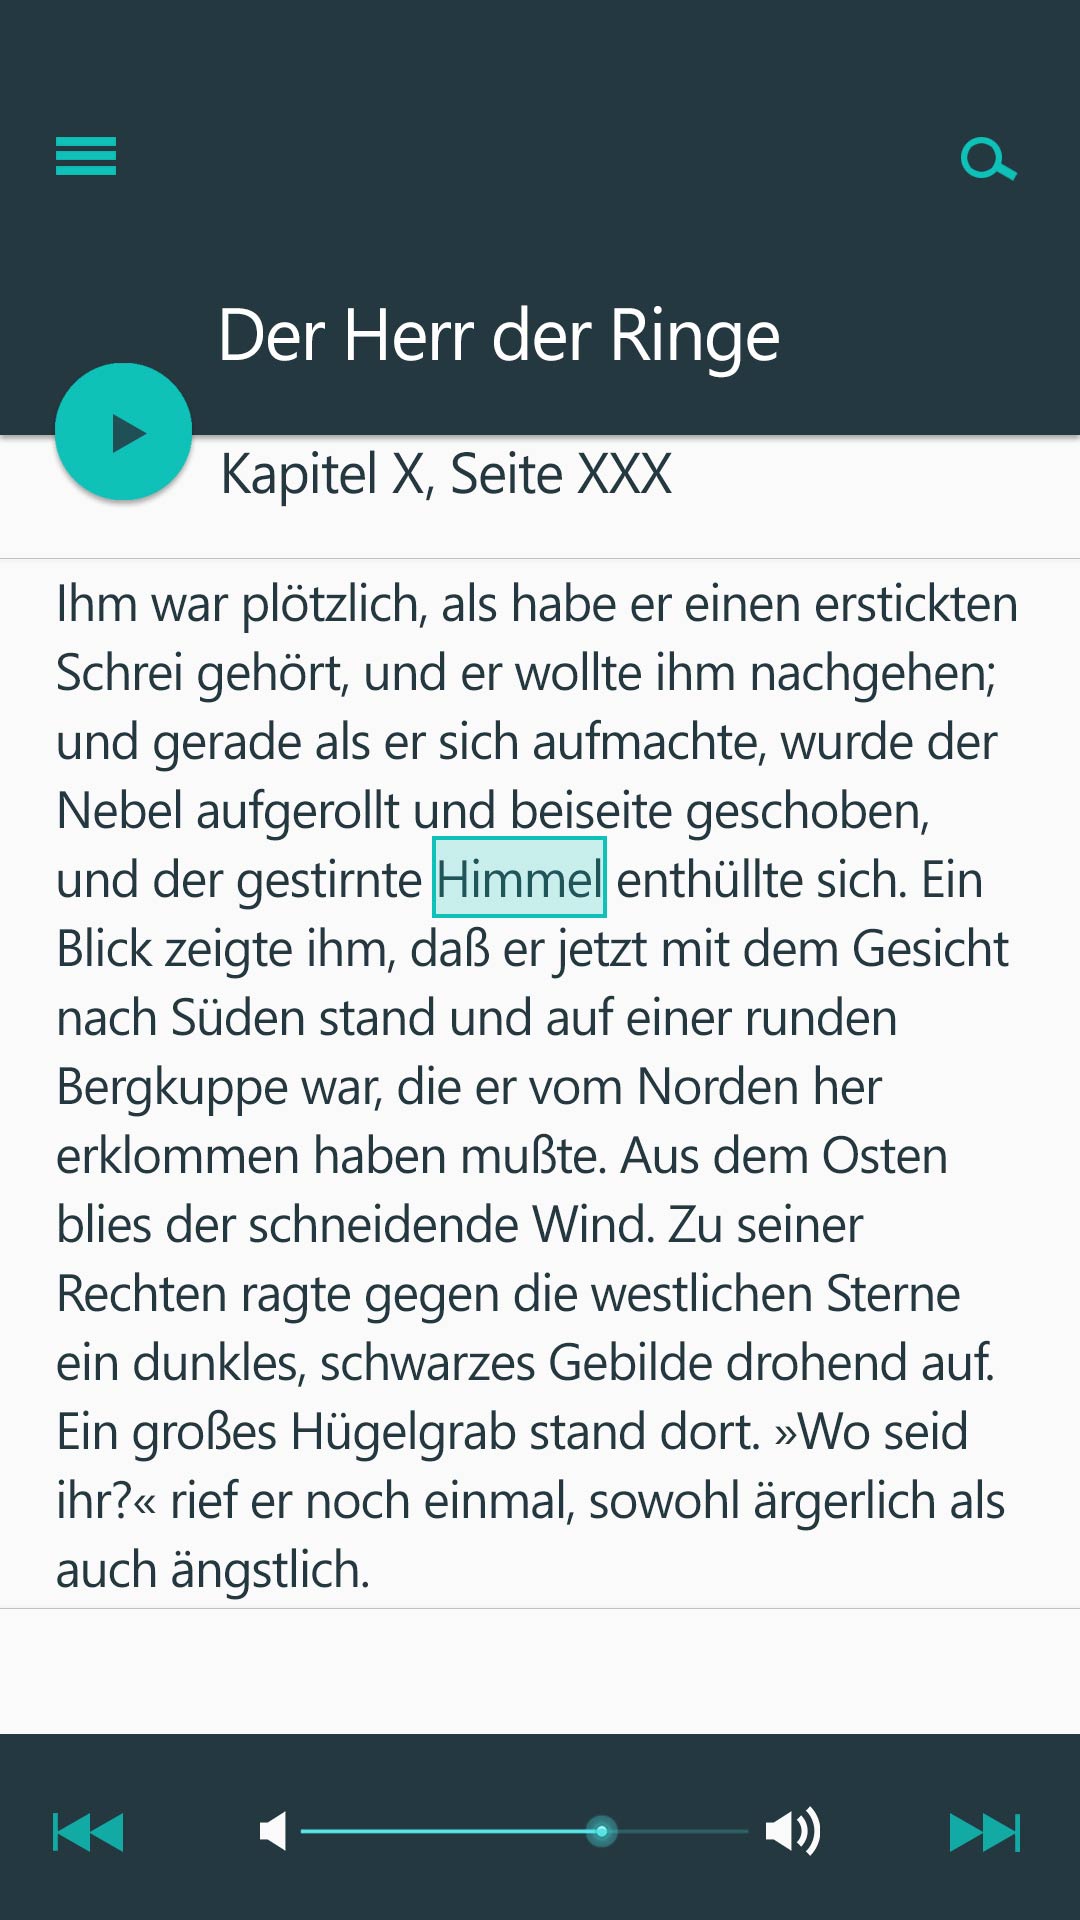 Der Herr der Ringe
Kapitel X, Seite XXX
Ihm war plötzlich, als habe er einen erstickten
Schrei gehört, und er wollte ihm nachgehen;
und gerade als er sich aufmachte, wurde der
Nebel aufgerollt und beiseite geschoben,
und der gestirnte Himmel enthüllte sich. Ein
Blick zeigte ihm, daß er jetzt mit dem Gesicht
nach Süden stand und auf einer runden
Bergkuppe war, die er vom Norden her
erklommen haben mußte. Aus dem Osten
blies der schneidende Wind. Zu seiner
Rechten ragte gegen die westlichen Sterne
ein dunkles, schwarzes Gebilde drohend auf.
Ein großes Hügelgrab stand dort. »Wo seid
ihr?« rief er noch einmal, sowohl ärgerlich als
auch ängstlich.